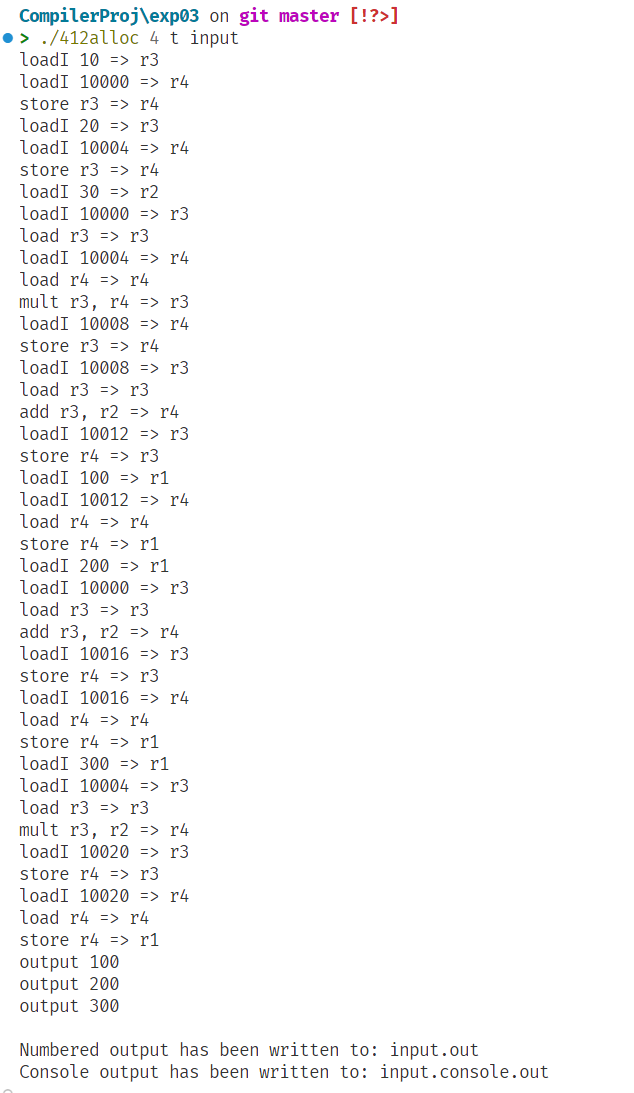 CompilerProj\exp03 on git master [!?>]
> ./412alloc 4 t input
loadI 10 => r3
loadI 10000 => r4
store r3 => r4
loadI 20 => r3
loadI 10004 => r4
store r3 => r4
loadI 30 => r2
loadI 10000 => r3
load r3 => r3
loadI 10004 => r4
load r4 => r4
mult r3, r4 => r3
loadI 10008 => r4
store r3 => r4
loadI 10008 => r3
load r3 => r3
add r3, r2 => r4
loadI 10012 => r3
store r4 => r3
loadI 100 => r1
loadI 10012 => r4
load r4 => r4
store r4 => r1
loadI 200 => r1
loadI 10000 => r3
load r3 => r3
add r3, r2 => r4
loadI 10016 => r3
store r4 => r3
loadI 10016 => r4
load r4 => r4
store r4 => r1
loadI 300 => r1
loadI 10004 => r3
load r3 => r3
mult r3, r2 => r4
loadI 10020 => r3
store r4 => r3
loadI 10020 => r4
load r4 => r4
store r4 => r1
output 100
output 200
output 300
Numbered output has been written to: input.out
Console output has been written to: input.console.out